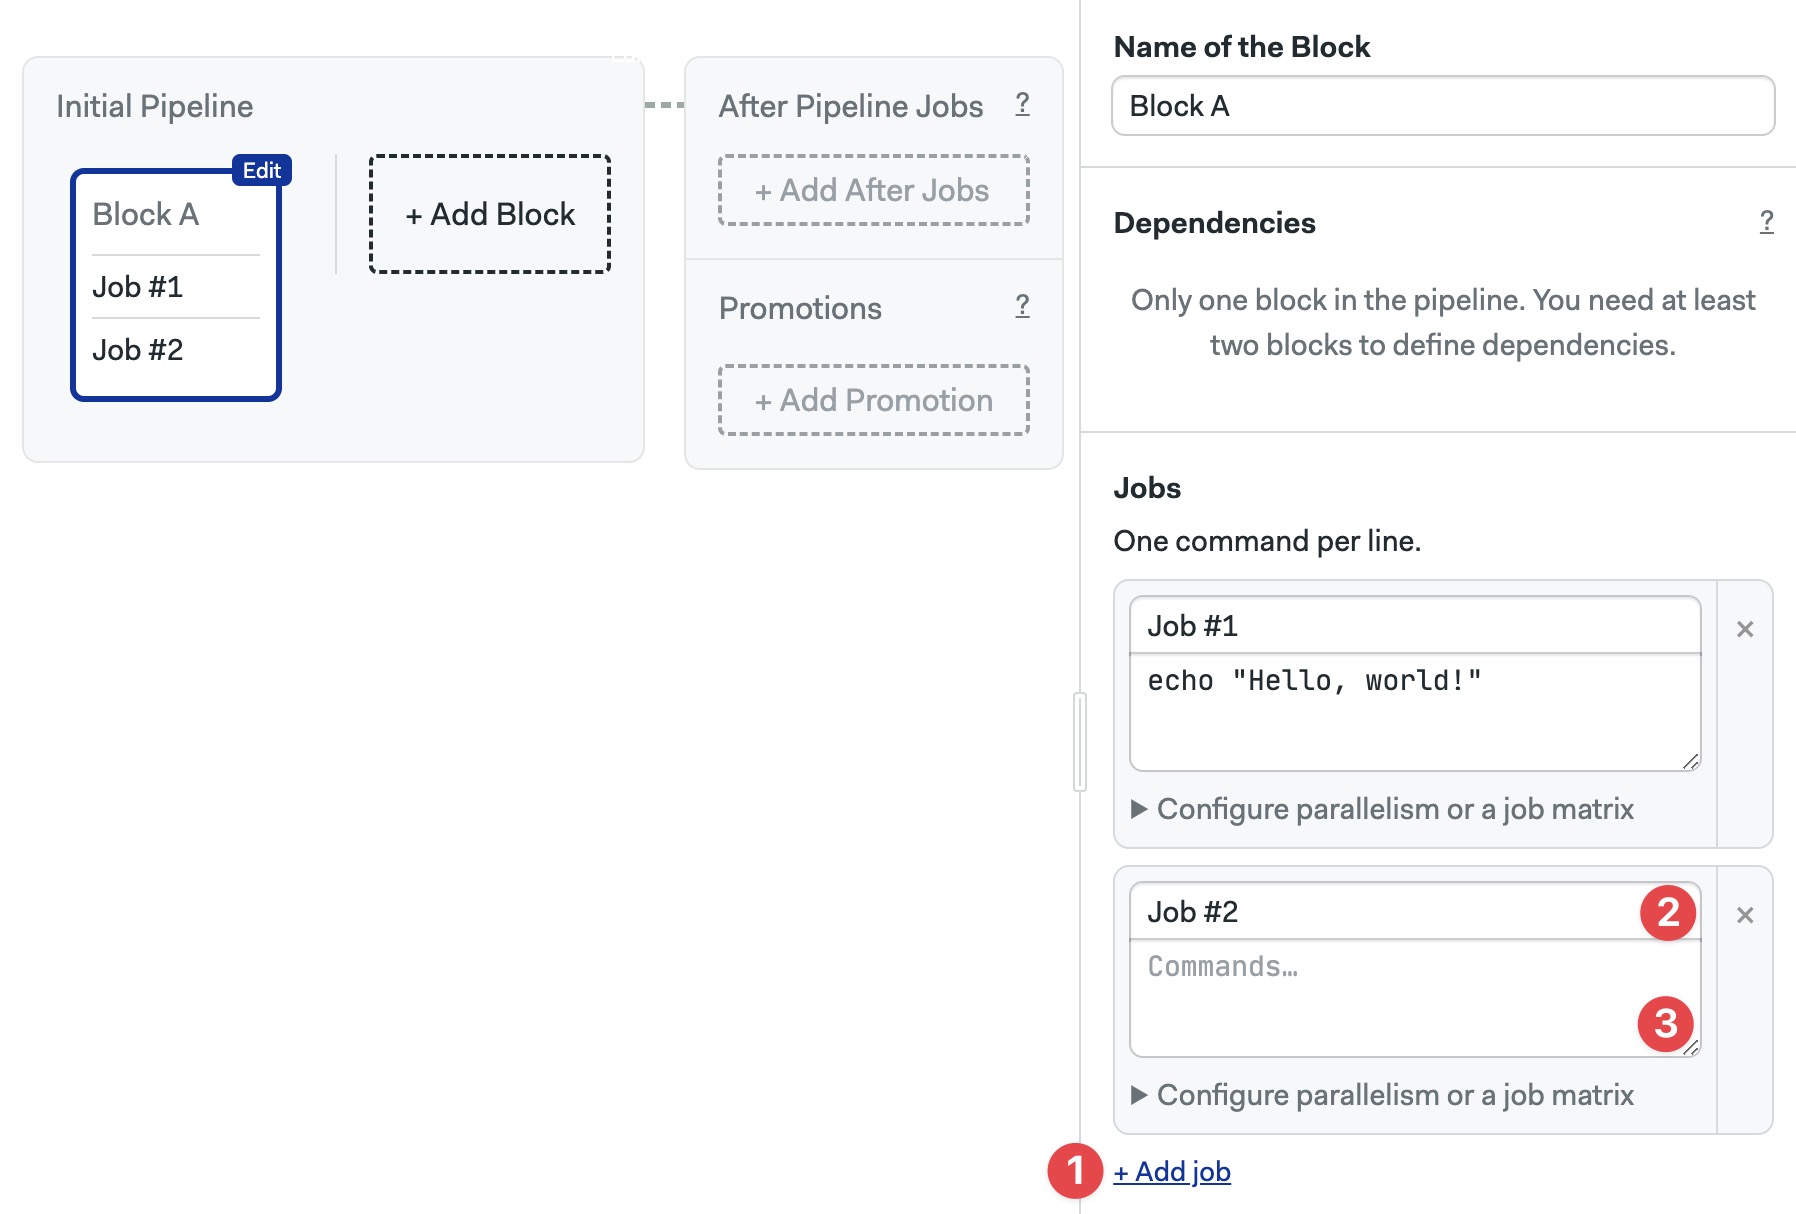 Initial Pipeline
Edit
Block A
Job #1
Job #2
+ Add Block
After Pipeline Jobs ?
+ Add After Jobs
Promotions ?
+ Add Promotion
Name of the Block
Block A
Dependencies ?
Only one block in the pipeline. You need at least
two blocks to define dependencies.
Jobs
One command per line.
Job #1
×
echo "Hello, world!"
▶ Configure parallelism or a job matrix
Job #2
2
×
Commands…
3
▶ Configure parallelism or a job matrix
1
+ Add job